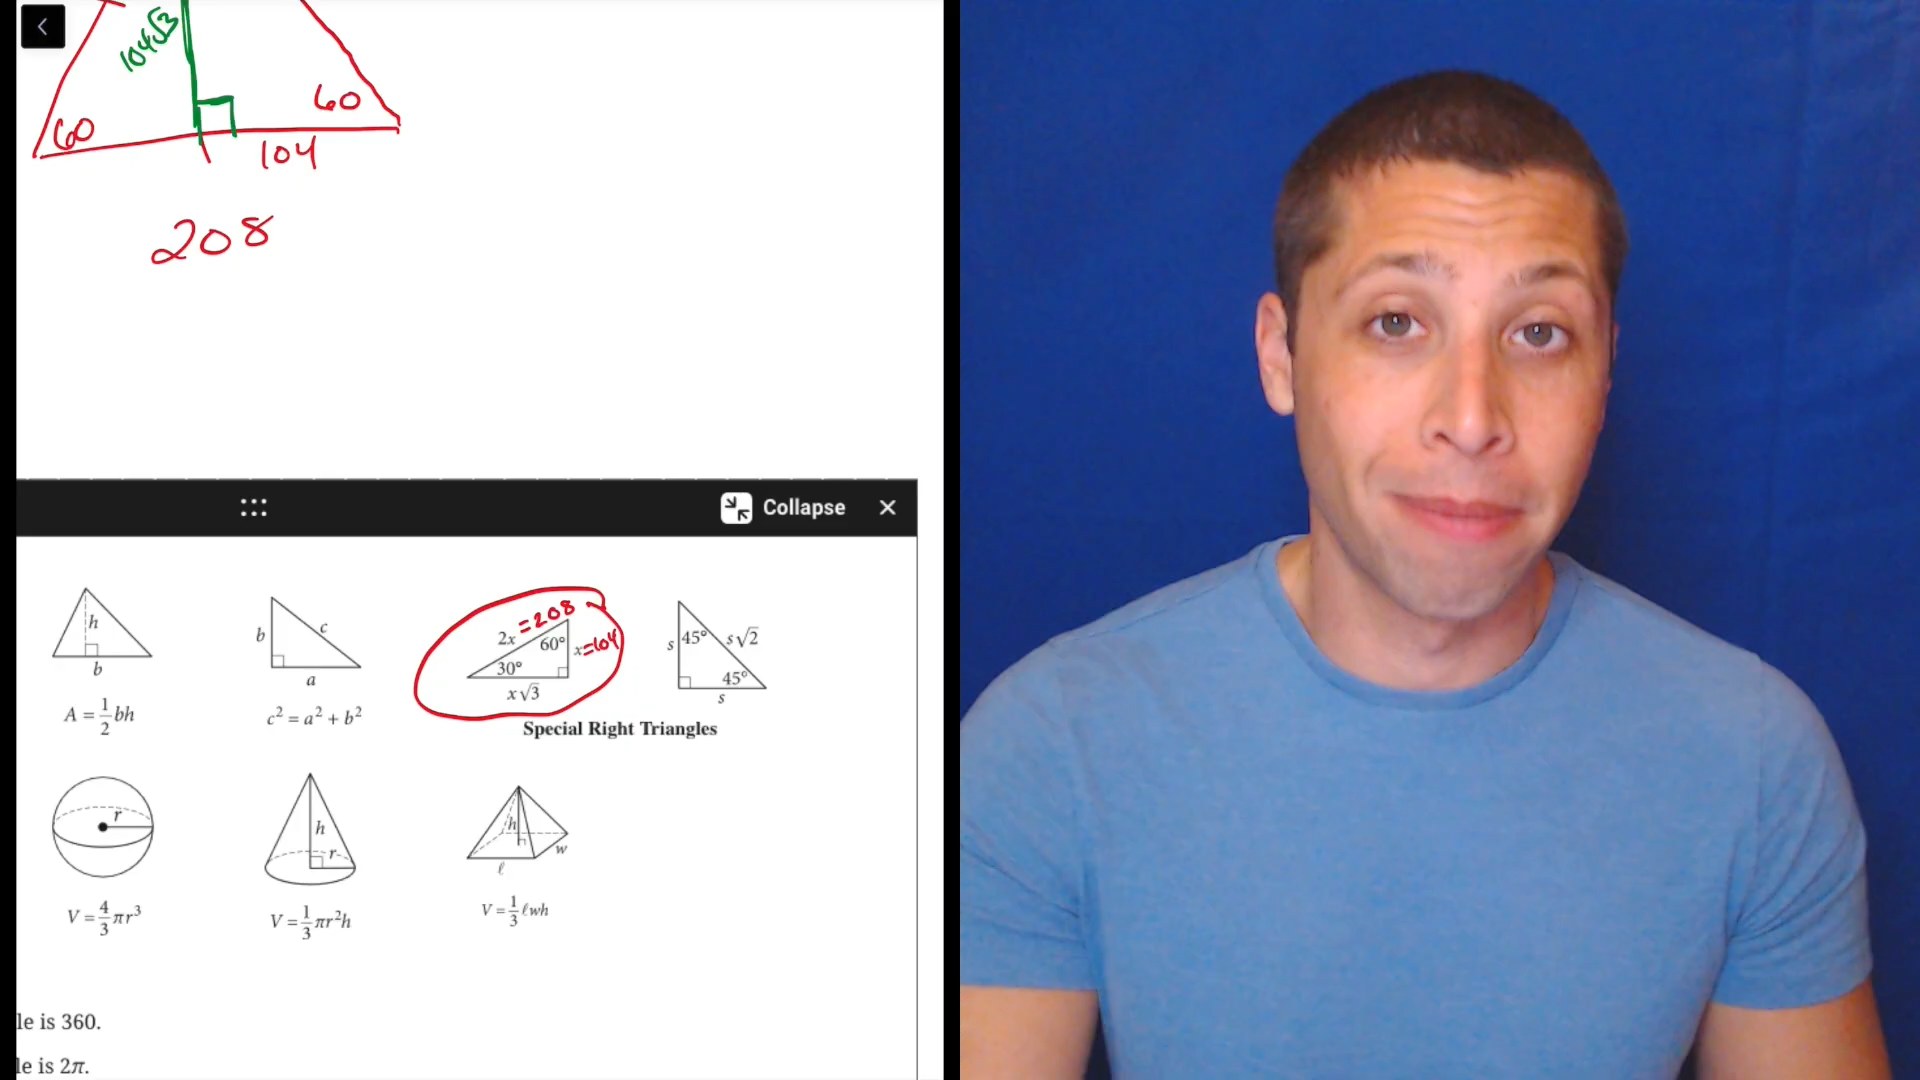 104√3
60
60
104
208
Collapse
h
b
A = 1/2 bh
b
c
a
c² = a² + b²
2x = 208
60°
x = 104
30°
x√3
s
45°
s√2
45°
s
Special Right Triangles
r
V = 4/3 πr³
h
r
V = 1/3 πr²h
h
w
ℓ
V = 1/3 ℓwh
le is 360.
le is 2π.